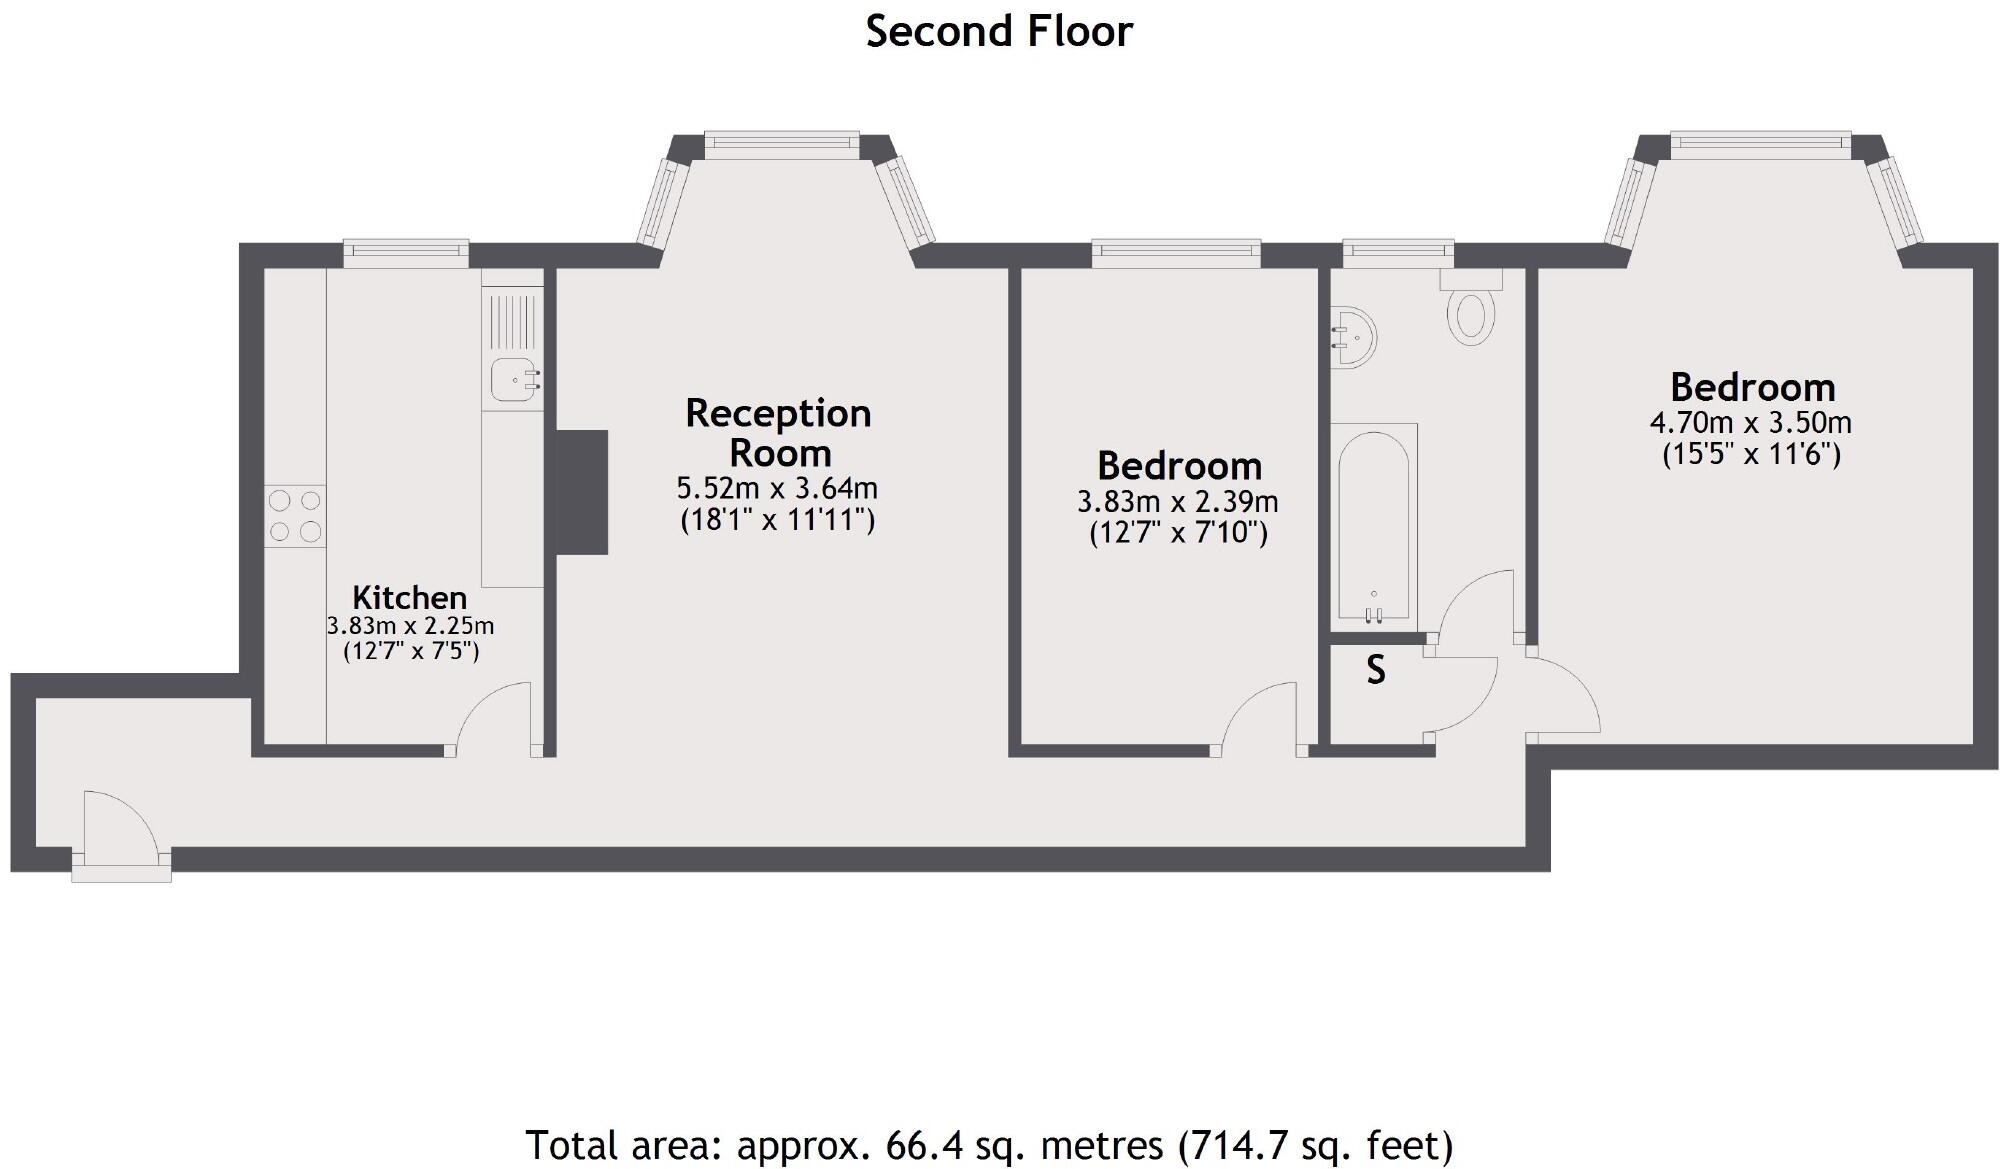 Second Floor
Reception
Room
5.52m x 3.64m
(18'1" x 11'11")
Bedroom
3.83m x 2.39m
(12'7" x 7'10")
Bedroom
4.70m x 3.50m
(15'5" x 11'6")
Kitchen
3.83m x 2.25m
(12'7" x 7'5")
S
Total area: approx. 66.4 sq. metres (714.7 sq. feet)